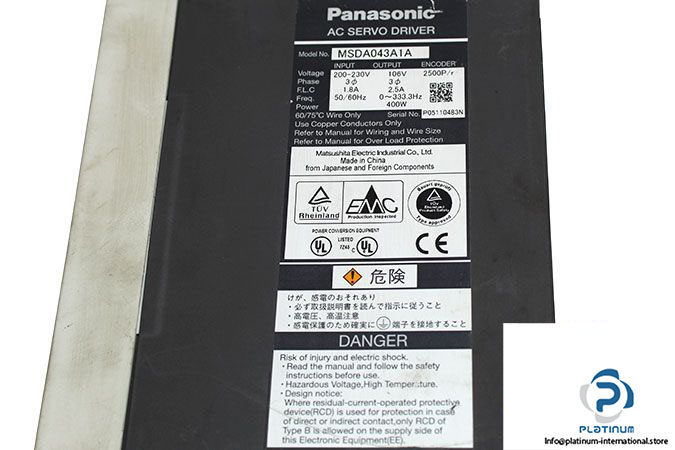 Panasonic
AC SERVO DRIVER
Model No. MSDA043A1A
INPUT OUTPUT ENCODER
Voltage 200-230V 106V 2500P/r
Phase 3ϕ 3ϕ
F.L.C 1.8A 2.5A
Freq. 50/60Hz 0~333.3Hz
Power 400W
60/75℃ Wire Only Serial No. P05110483N
Use Copper Conductors Only
Refer to Manual for Wiring and Wire Size
Refer to Manual for Over Load Protection
Matsushita Electric Industrial Co., Ltd.
Made in China
from Japanese and Foreign Components
TÜV
Rheinland
EMC
Production Inspected
Bauart geprüft
TÜV
Rheinland
Product Safety
Type approved
POWER CONVERSION EQUIPMENT
UL LISTED C UL
CE
危険
けが、感電のおそれあり
・必ず取扱説明書を読んで指示に従うこと
・高電圧、高温注意
・感電保護のため確実に端子を接地すること
DANGER
Risk of injury and electric shock.
・Read the manual and follow the safety
instructions before use.
・Hazardous Voltage,High Temperature.
・Design notice:
Where residual-current-operated protective
device(RCD) is used for protection in case
of direct or indirect contact,only RCD of
Type B is allowed on the supply side of
this Electronic Equipment(EE).
PLATINUM
Info@platinum-international.store